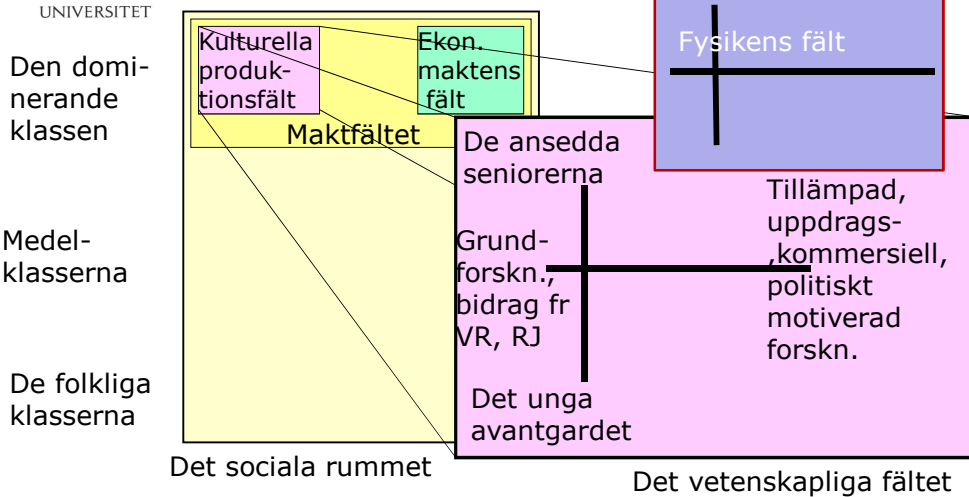 UNIVERSITET
Den domi-
nerande
klassen
Kulturella
produk-
tionsfält
Ekon.
maktens
fält
Maktfältet
Fysikens fält
De ansedda
seniorerna
Medel-
klasserna
Grund-
forskn.,
bidrag fr
VR, RJ
Tillämpad,
uppdrags-
,kommersiell,
politiskt
motiverad
forskn.
De folkliga
klasserna
Det unga
avantgardet
Det sociala rummet
Det vetenskapliga fältet